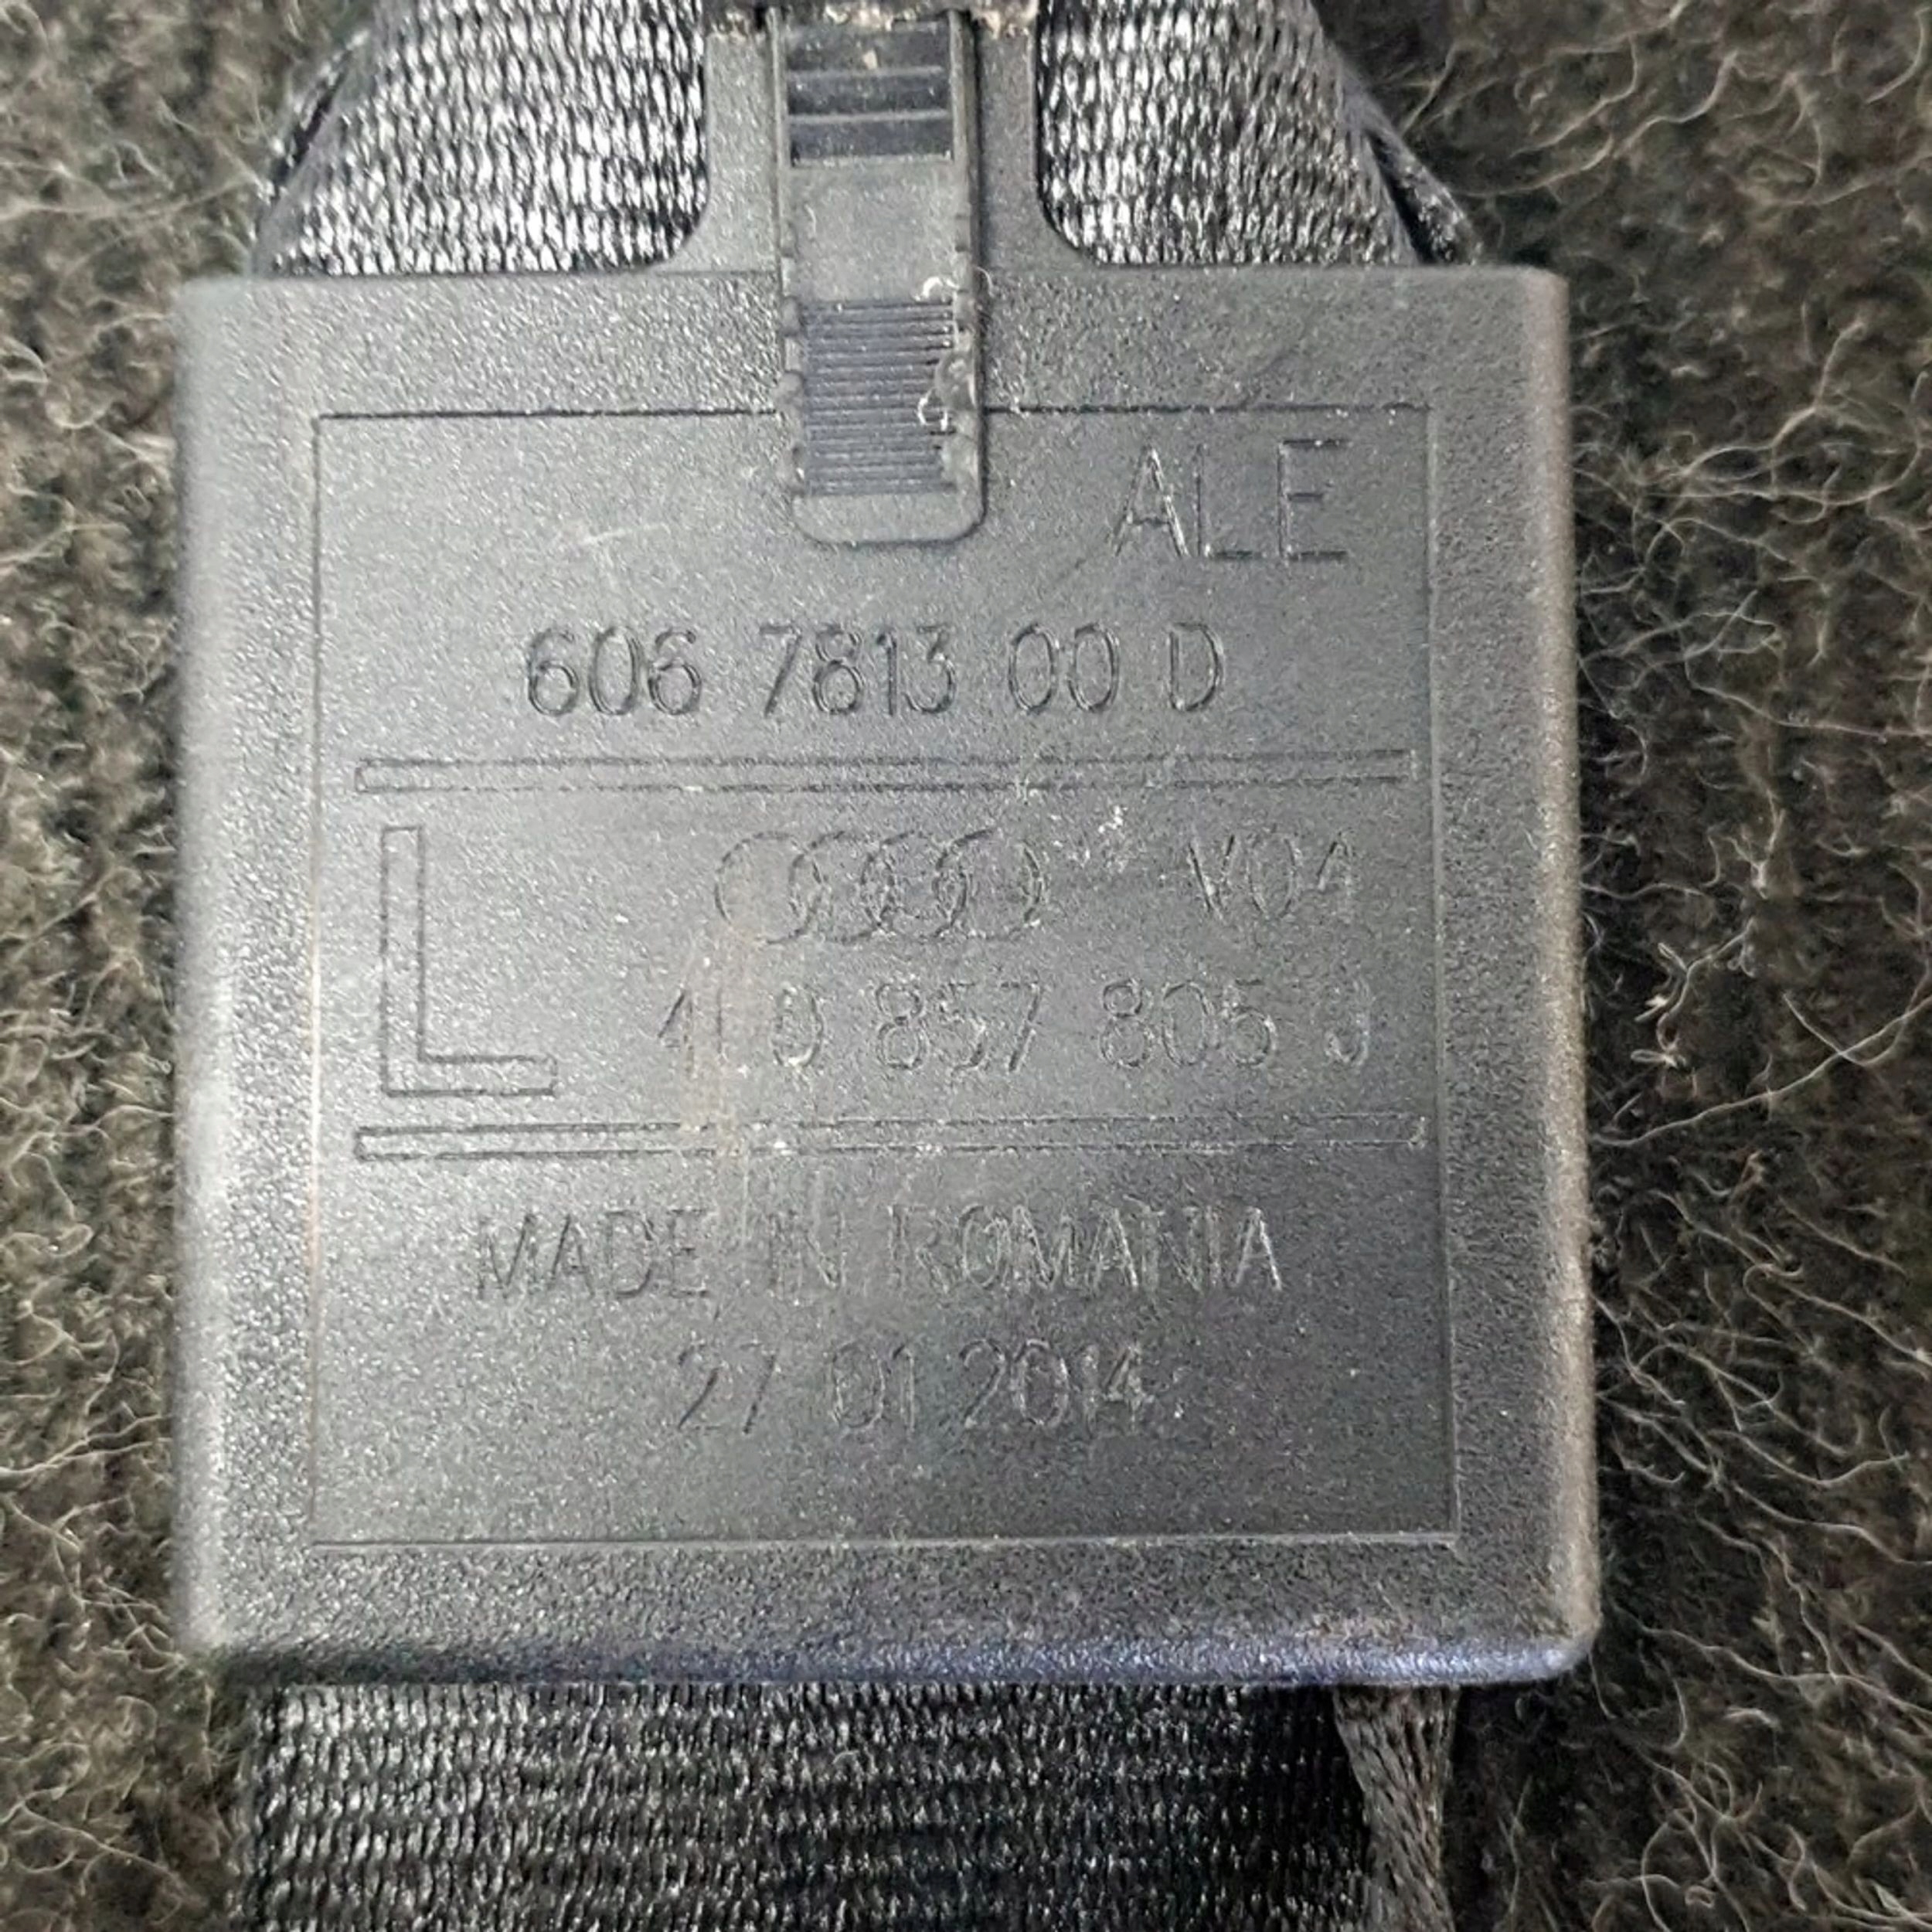 ALE
606 7813 00 D
V04
L
857 805
MADE IN ROMANIA
27 01 2014